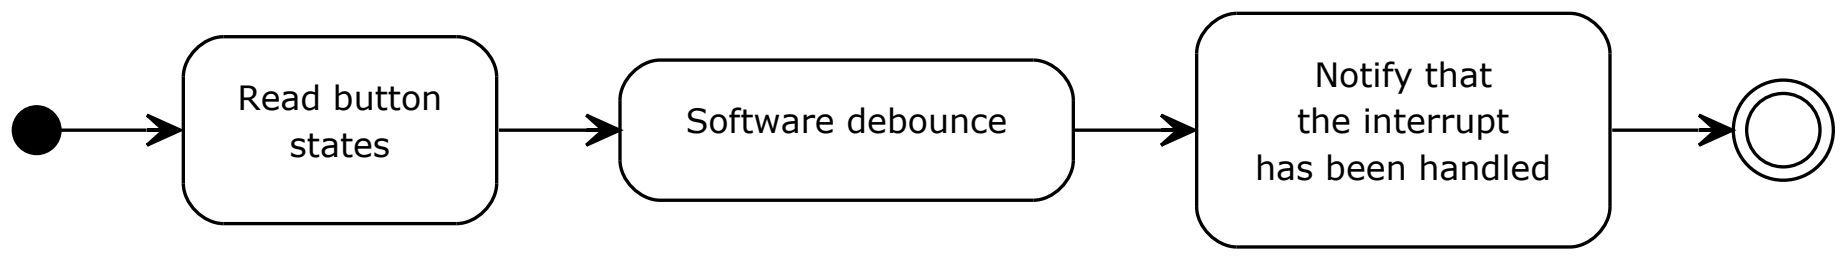 Read button
states
Software debounce
Notify that
the interrupt
has been handled